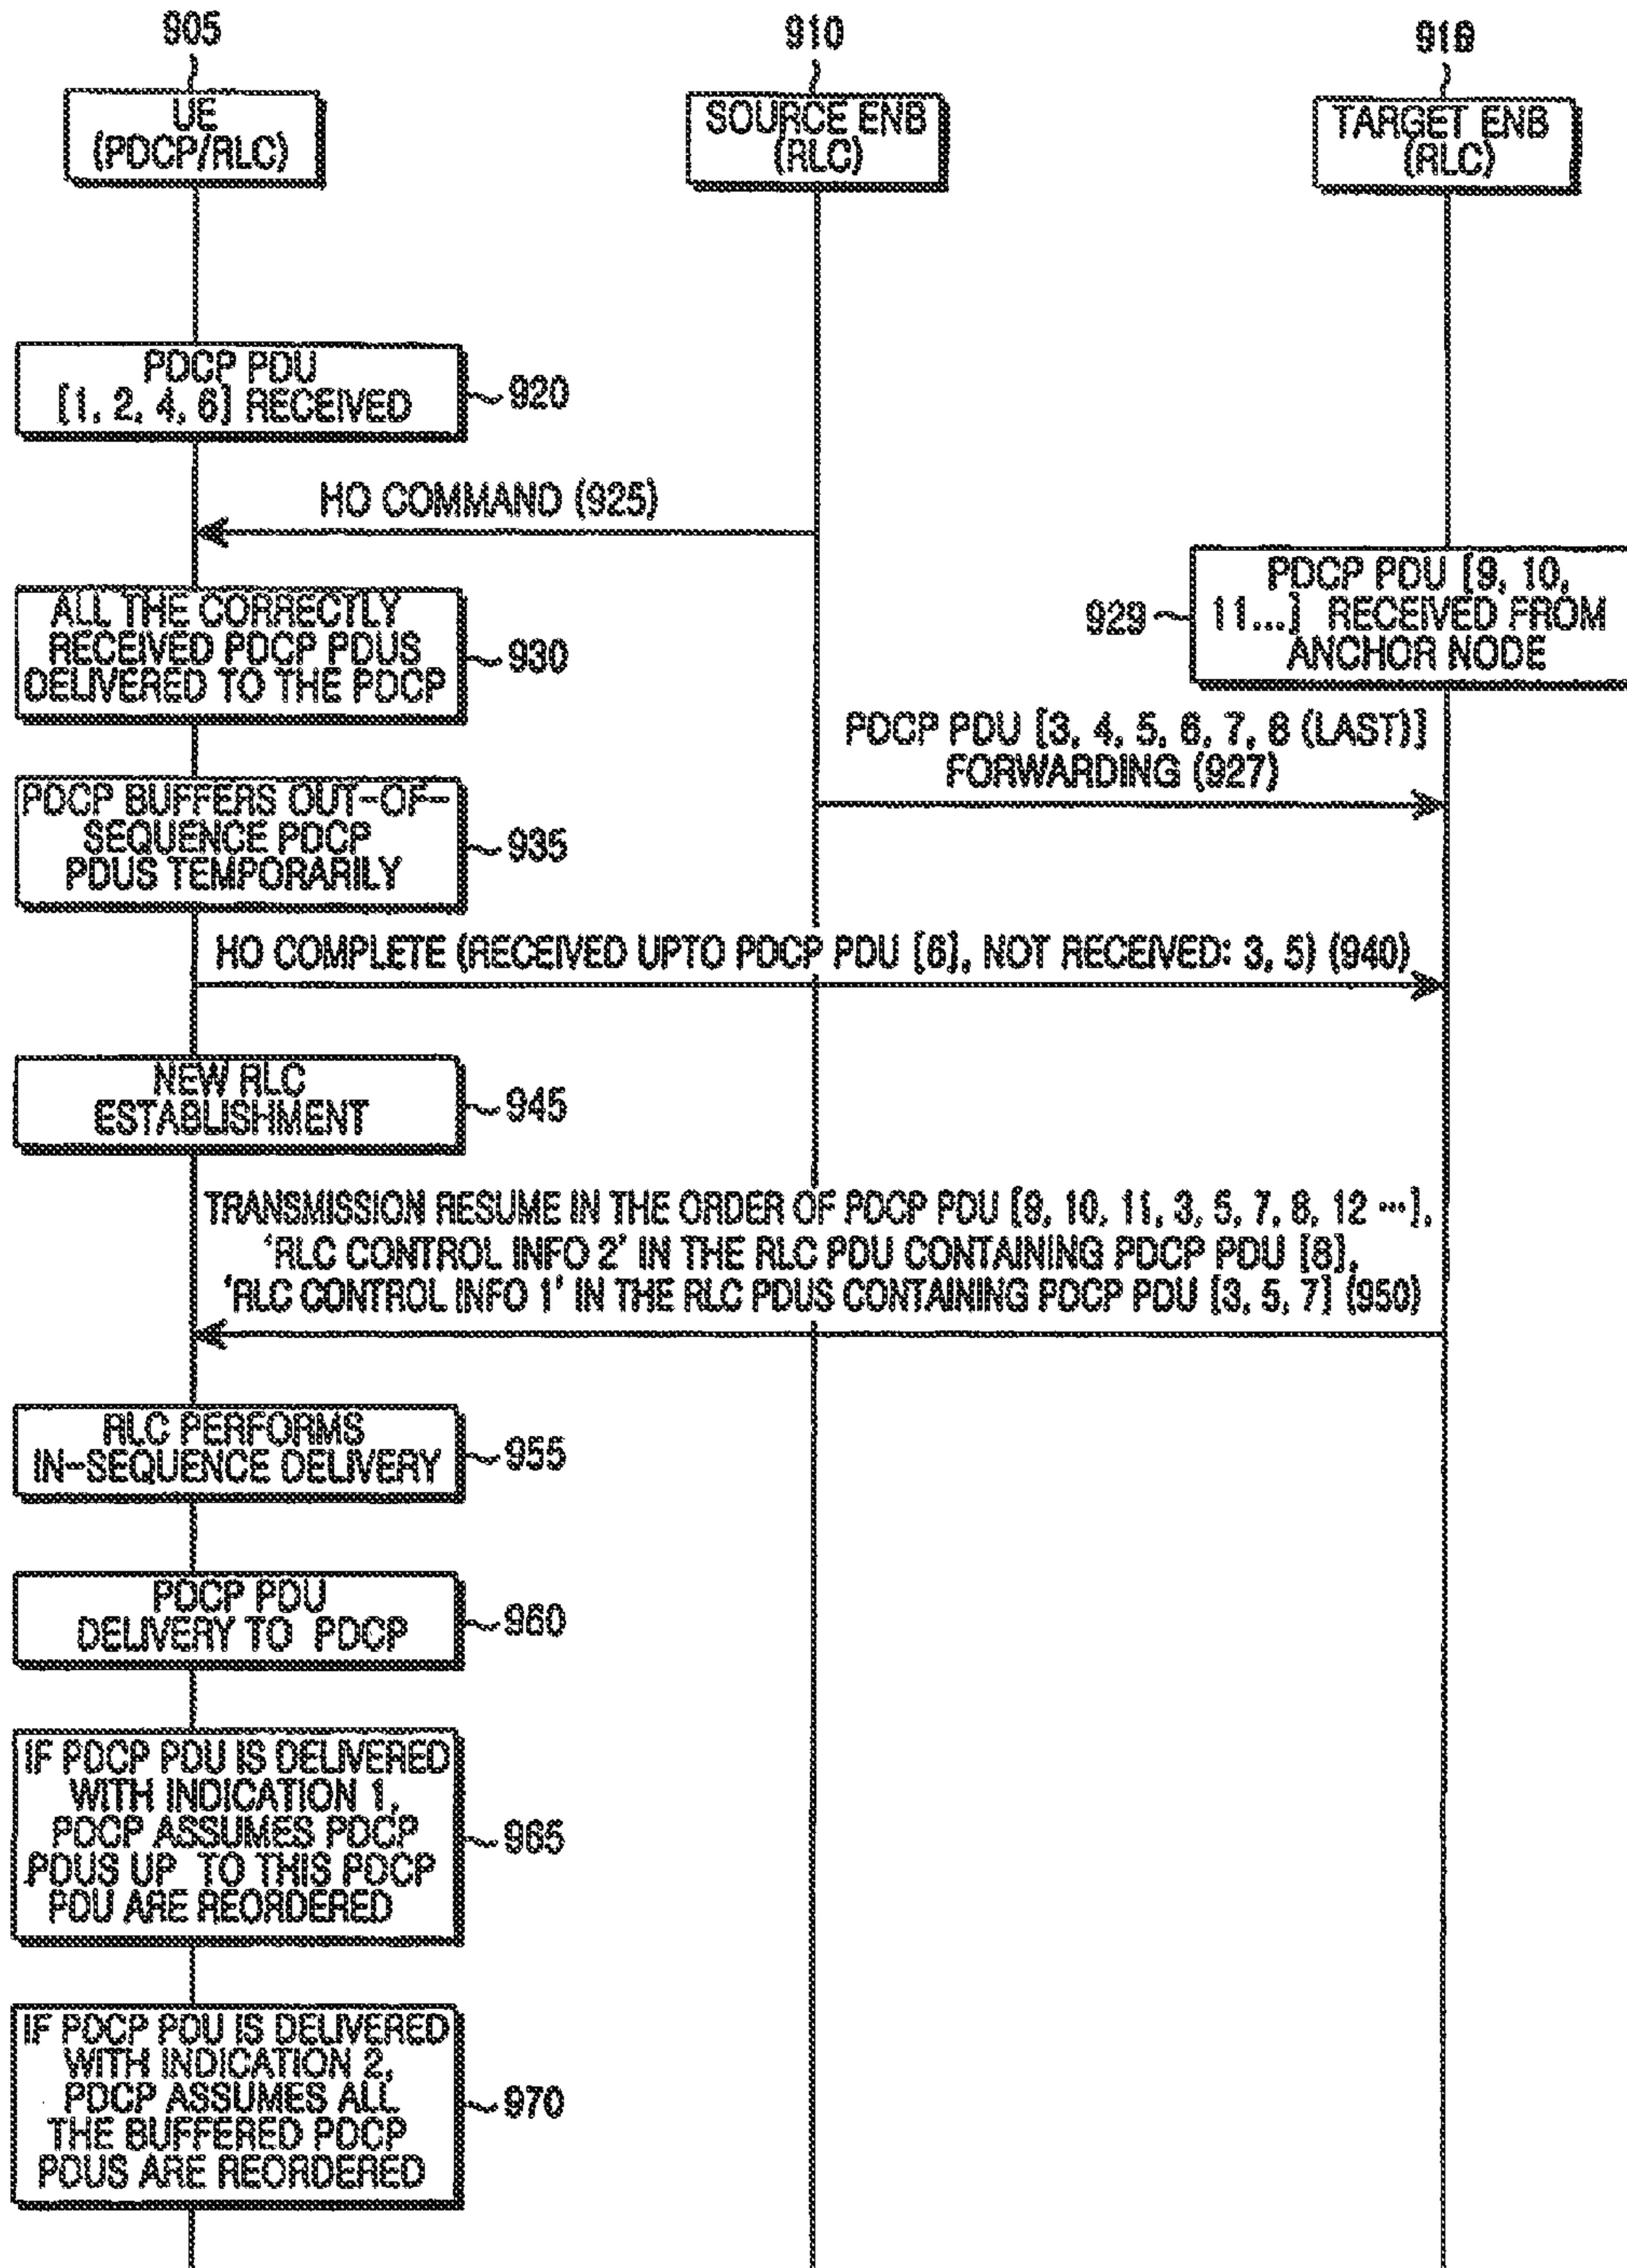 905
910
915
UE
(PDCP/RLC)
SOURCE ENB
(RLC)
TARGET ENB
(RLC)
PDCP PDU
[1, 2, 4, 6] RECEIVED
920
HO COMMAND (925)
ALL THE CORRECTLY
RECEIVED PDCP PDUS
DELIVERED TO THE PDCP
930
929
PDCP PDU [9, 10,
11...] RECEIVED FROM
ANCHOR NODE
PDCP PDU [3, 4, 5, 6, 7, 8 (LAST)]
FORWARDING (927)
PDCP BUFFERS OUT-OF-
SEQUENCE PDCP
PDUS TEMPORARILY
935
HO COMPLETE (RECEIVED UPTO PDCP PDU [6], NOT RECEIVED: 3, 5) (940)
NEW RLC
ESTABLISHMENT
945
TRANSMISSION RESUME IN THE ORDER OF PDCP PDU [9, 10, 11, 3, 5, 7, 8, 12 ...],
'RLC CONTROL INFO 2' IN THE RLC PDU CONTAINING PDCP PDU [8],
'RLC CONTROL INFO 1' IN THE RLC PDUS CONTAINING PDCP PDU [3, 5, 7] (950)
RLC PERFORMS
IN-SEQUENCE DELIVERY
955
PDCP PDU
DELIVERY TO PDCP
960
IF PDCP PDU IS DELIVERED
WITH INDICATION 1,
PDCP ASSUMES PDCP
PDUS UP TO THIS PDCP
PDU ARE REORDERED
965
IF PDCP PDU IS DELIVERED
WITH INDICATION 2,
PDCP ASSUMES ALL
THE BUFFERED PDCP
PDUS ARE REORDERED
970